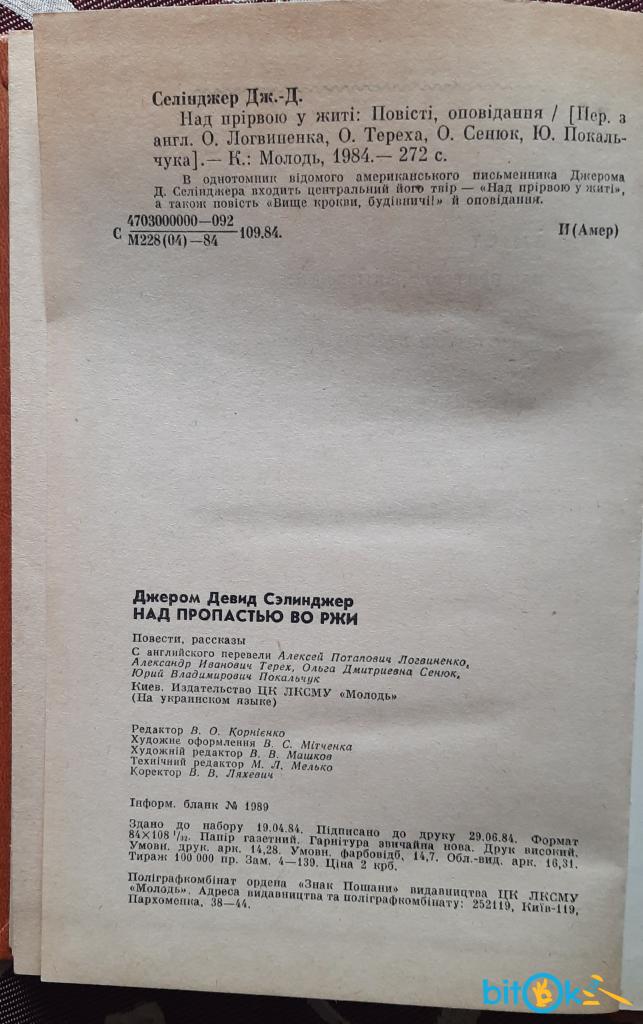 Селінджер Дж.-Д.
Над прірвою у житі: Повісті, оповідання / [Пер. з
англ. О. Логвиненка, О. Тереха, О. Сенюк, Ю. Покаль-
чука].— К.: Молодь, 1984.— 272 с.
В однотомник відомого американського письменника Джерома
Д. Селінджера входить центральний його твір — «Над прірвою у житі»,
а також повість «Вище крокви, будівничі!» й оповідання.
С 4703000000—092
М228(04)—84 109.84. И(Амер)
Джером Девид Сэлинджер
НАД ПРОПАСТЬЮ ВО РЖИ
Повести, рассказы
С английского перевели Алексей Потапович Логвиненко,
Александр Иванович Терех, Ольга Дмитриевна Сенюк,
Юрий Владимирович Покальчук
Киев. Издательство ЦК ЛКСМУ «Молодь»
(На украинском языке)
Редактор В. О. Корнієнко
Художнє оформлення В. С. Мітченка
Художній редактор В. В. Машков
Технічний редактор М. Л. Мелько
Коректор В. В. Ляхевич
Інформ. бланк № 1989
Здано до набору 19.04.84. Підписано до друку 29.06.84. Формат
84×108 1/32. Папір газетний. Гарнітура звичайна нова. Друк високий.
Умовн. друк. арк. 14,28. Умовн. фарбовідб. 14,7. Обл.-вид. арк. 16,31.
Тираж 100 000 пр. Зам. 4—139. Ціна 2 крб.
Поліграфкомбінат ордена «Знак Пошани» видавництва ЦК ЛКСМУ
«Молодь». Адреса видавництва та поліграфкомбінату: 252119, Київ-119,
Пархоменка, 38—44.
bitOk